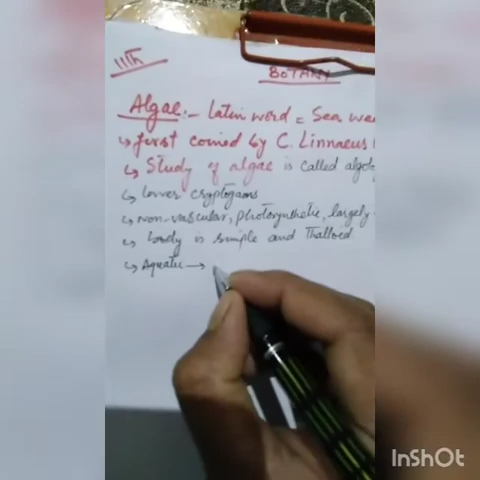 11th
BOTANY
Algae:- Latin word = Sea wee
↳ first coined by C. Linnaeus (
↳ Study of algae is called algolo
↳ lower cryptogams
↳ non-vascular, photosynthetic, largely
↳ body is simple and Thalloid
↳ Aquatic →
InShOt